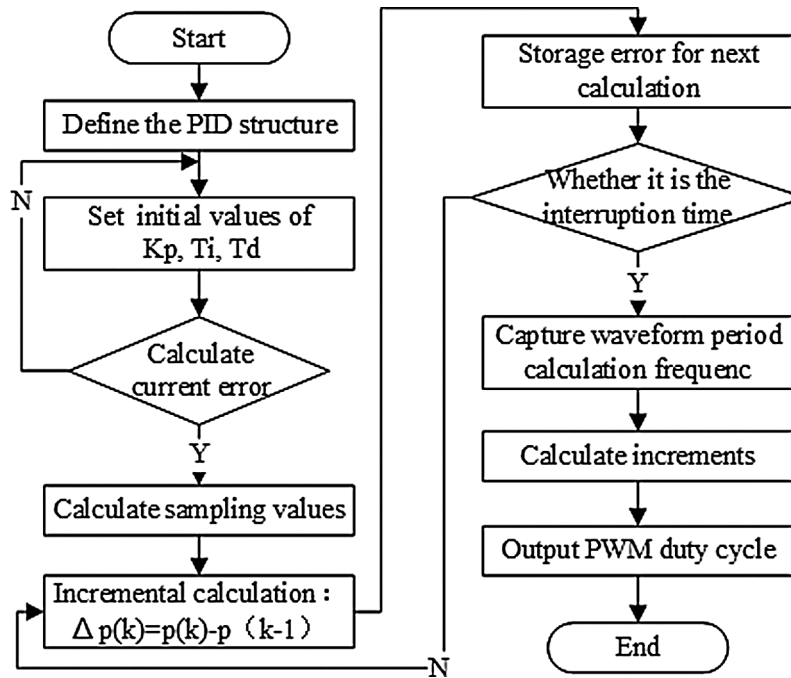 Start
Define the PID structure
N
Set initial values of
Kp, Ti, Td
Calculate
current error
Y
Calculate sampling values
Incremental calculation：
Δ p(k)=p(k)-p（k-1）
Storage error for next
calculation
Whether it is the
interruption time
Y
Capture waveform period
calculation frequenc
Calculate increments
Output PWM duty cycle
End
N